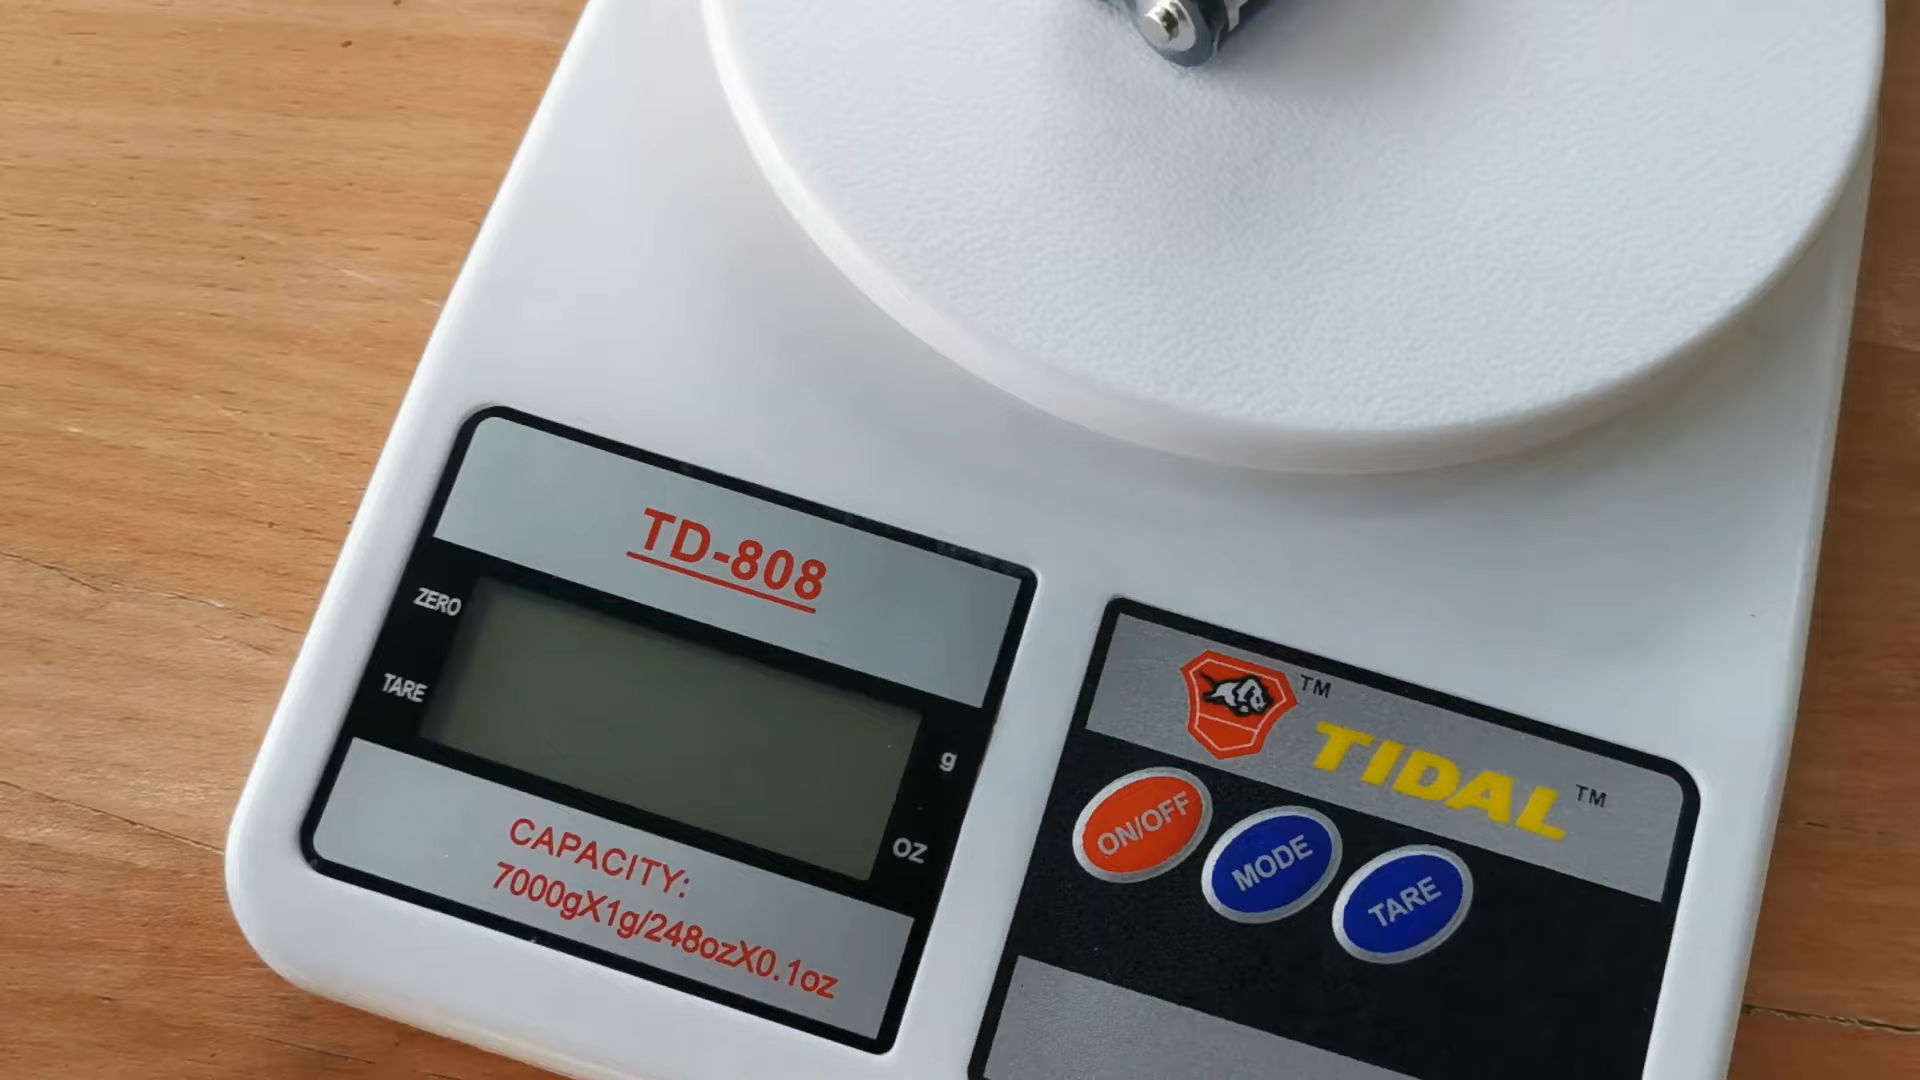 TD-808
ZERO
TARE
g
oz
CAPACITY:
7000gX1g/248ozX0.1oz
TM
TIDAL TM
ON/OFF
MODE
TARE